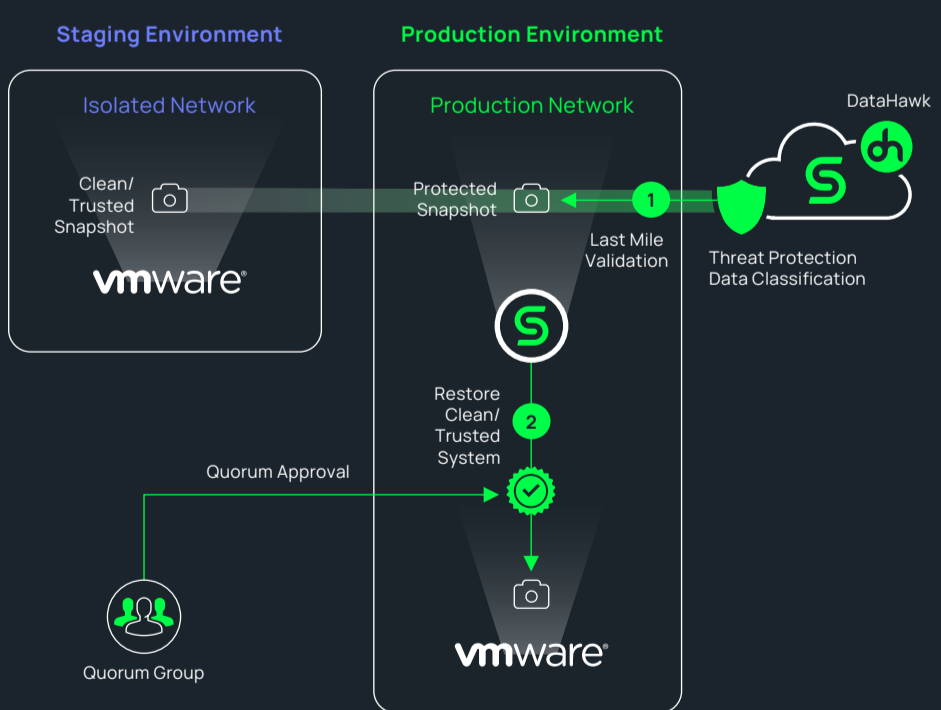 Staging Environment
Production Environment
Isolated Network
Production Network
DataHawk
dh
S
Clean/
Trusted
Snapshot
Protected
Snapshot
1
Last Mile
Validation
Threat Protection
Data Classification
vmware®
S
Restore
Clean/
Trusted
System
2
Quorum Approval
vmware®
Quorum Group